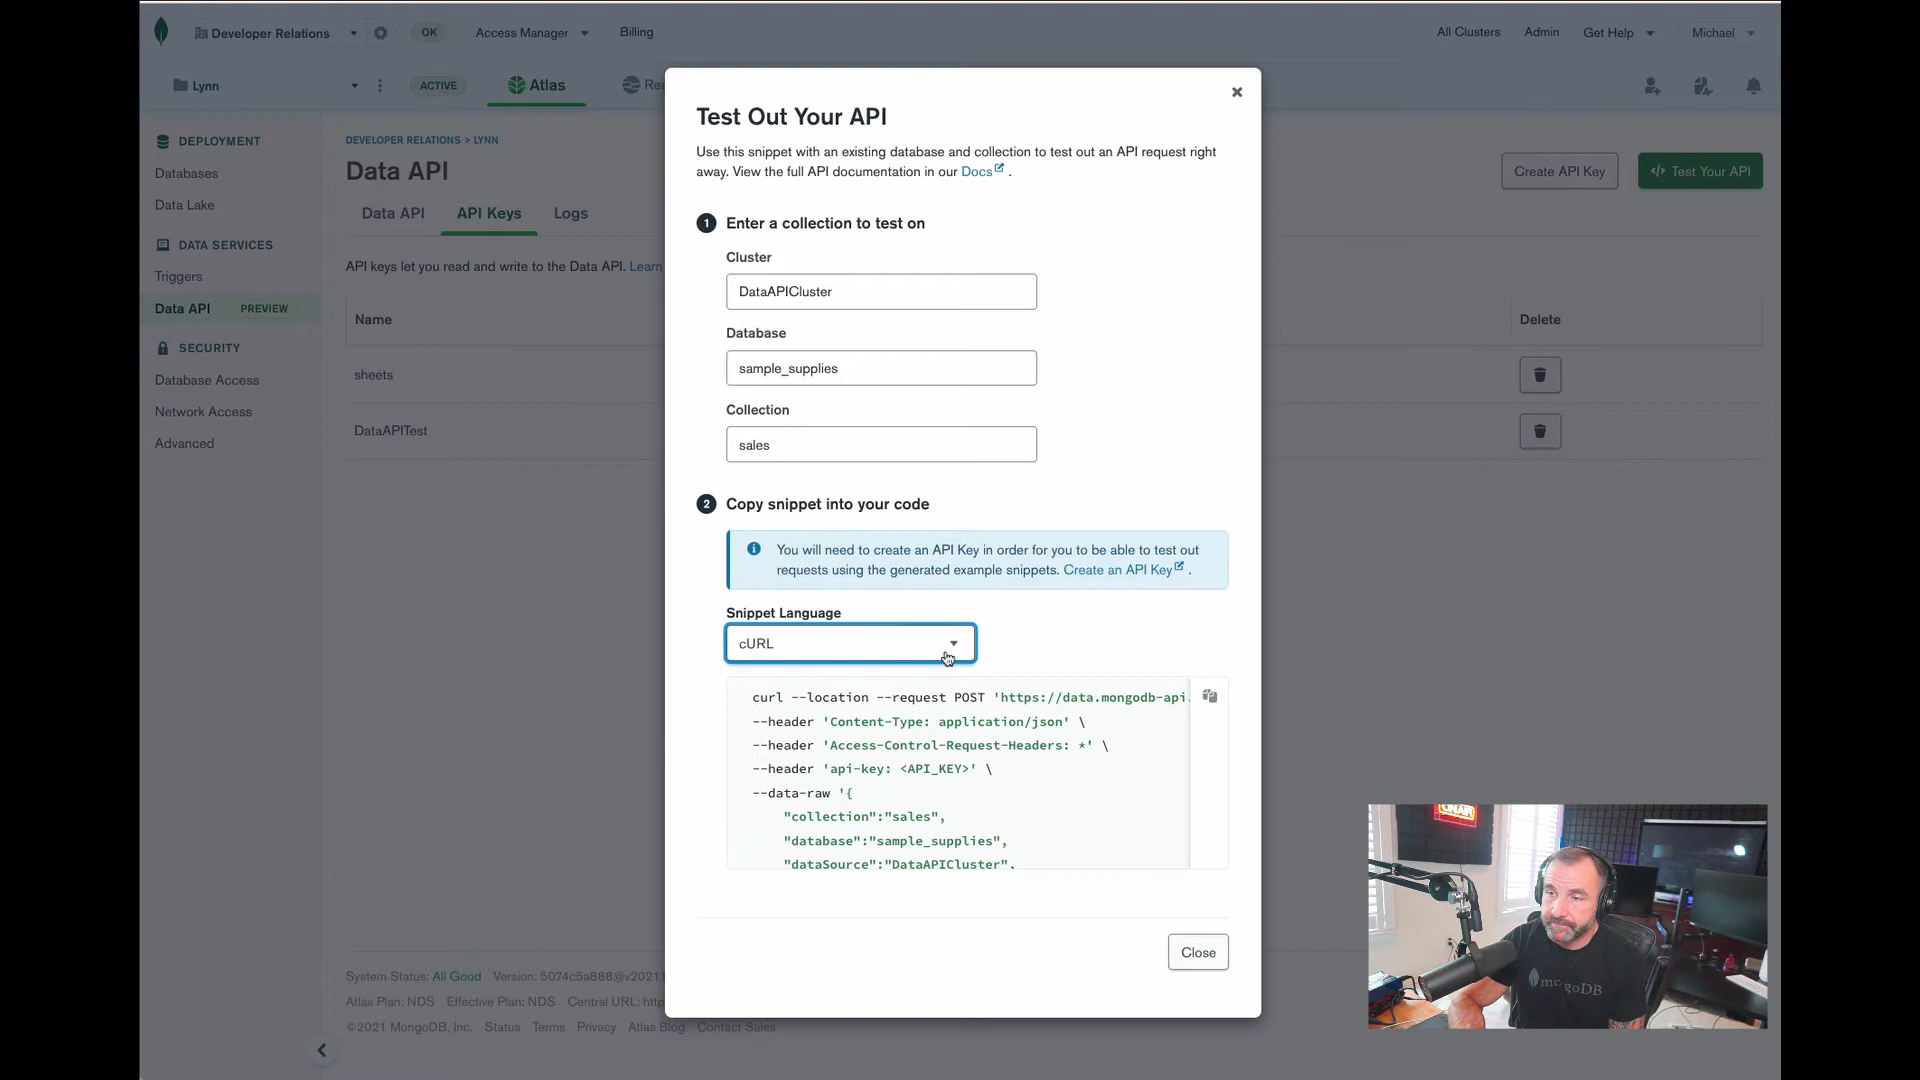 Developer Relations
OK
Access Manager
Billing
All Clusters
Admin
Get Help
Michael
Lynn
ACTIVE
Atlas
Rea
DEPLOYMENT
Databases
Data Lake
DATA SERVICES
Triggers
Data API PREVIEW
SECURITY
Database Access
Network Access
Advanced
DEVELOPER RELATIONS > LYNN
Data API
Create API Key
Test Your API
Data API
API Keys
Logs
API keys let you read and write to the Data API. Learn
Name
Delete
sheets
DataAPITest
Test Out Your API
Use this snippet with an existing database and collection to test out an API request right
away. View the full API documentation in our Docs .
1 Enter a collection to test on
Cluster
DataAPICluster
Database
sample_supplies
Collection
sales
2 Copy snippet into your code
You will need to create an API Key in order for you to be able to test out
requests using the generated example snippets. Create an API Key .
Snippet Language
cURL
curl --location --request POST 'https://data.mongodb-api.
--header 'Content-Type: application/json' \
--header 'Access-Control-Request-Headers: *' \
--header 'api-key: <API_KEY>' \
--data-raw '{
"collection":"sales",
"database":"sample_supplies",
"dataSource":"DataAPICluster",
Close
System Status: All Good Version: 5074c5a888@v20211
Atlas Plan: NDS Effective Plan: NDS Central URL: http
©2021 MongoDB, Inc. Status Terms Privacy Atlas Blog Contact Sales
ON AIR
mongoDB